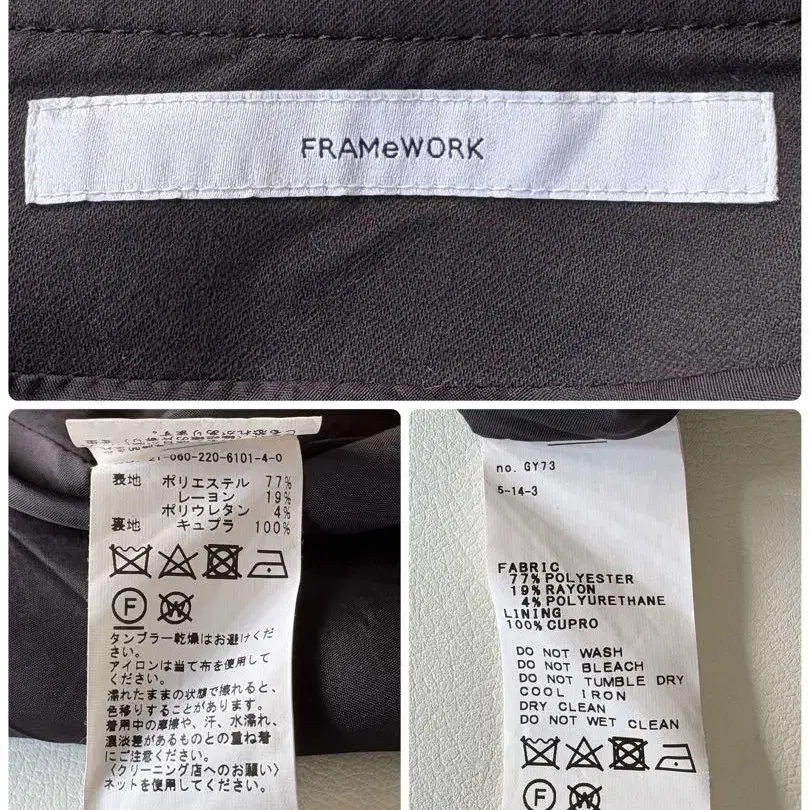 FRAMeWORK
-060-220-6101-4-0
表地 ポリエステル 77%
レーヨン 19%
ポリウレタン 4%
裏地 キュプラ 100%
F
W
タンブラー乾燥はお避けくだ
さい。
アイロンは当て布を使用して
ください。
濡れたままの状態で擦れると、
色移りすることがあります。
着用中の摩擦や、汗、水濡れ、
濃淡差があるものとの重ね着
にご注意ください。
〈クリーニング店へのお願い〉
ネットを使用してください。
no. GY73
5-14-3
FABRIC
77% POLYESTER
19% RAYON
4% POLYURETHANE
LINING
100% CUPRO
DO NOT WASH
DO NOT BLEACH
DO NOT TUMBLE DRY
COOL IRON
DRY CLEAN
DO NOT WET CLEAN
F
W